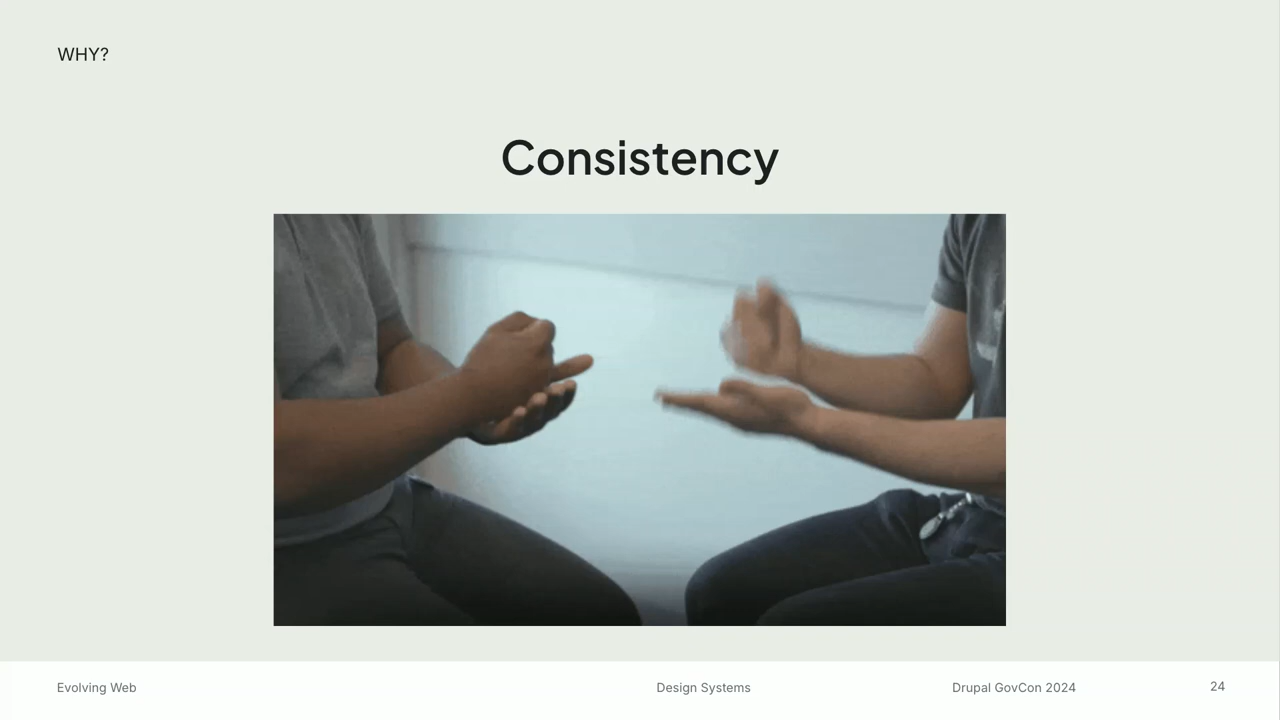 WHY?
Consistency
Evolving Web
Design Systems
Drupal GovCon 2024
24